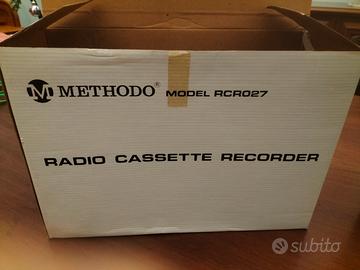 METHODO® MODEL RCR027
RADIO CASSETTE RECORDER
subito